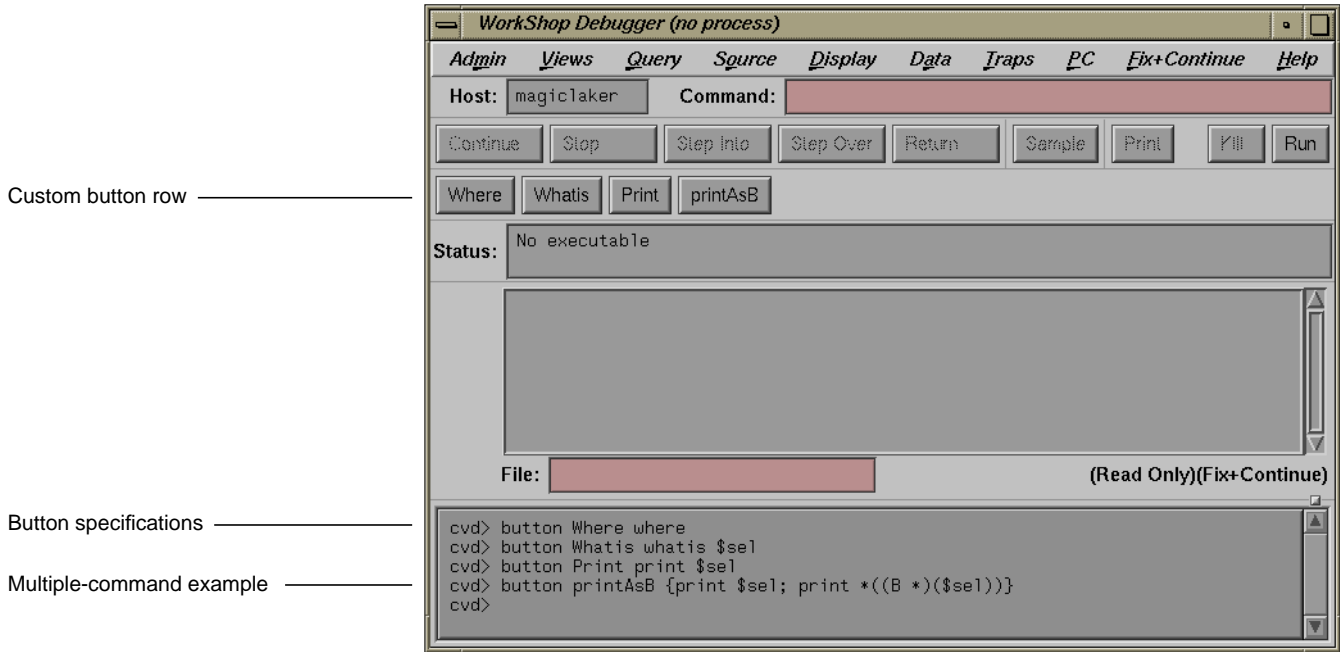 WorkShop Debugger (no process)
Admin Views Query Source Display Data Traps PC Fix+Continue Help
Host: magiclaker Command:
Continue Stop Step Into Step Over Return Sample Print Kill Run
Custom button row
Where Whatis Print printAsB
Status: No executable
File: (Read Only)(Fix+Continue)
Button specifications
cvd> button Where where
cvd> button Whatis whatis $sel
cvd> button Print print $sel
Multiple-command example
cvd> button printAsB {print $sel; print *((B *)($sel))}
cvd>